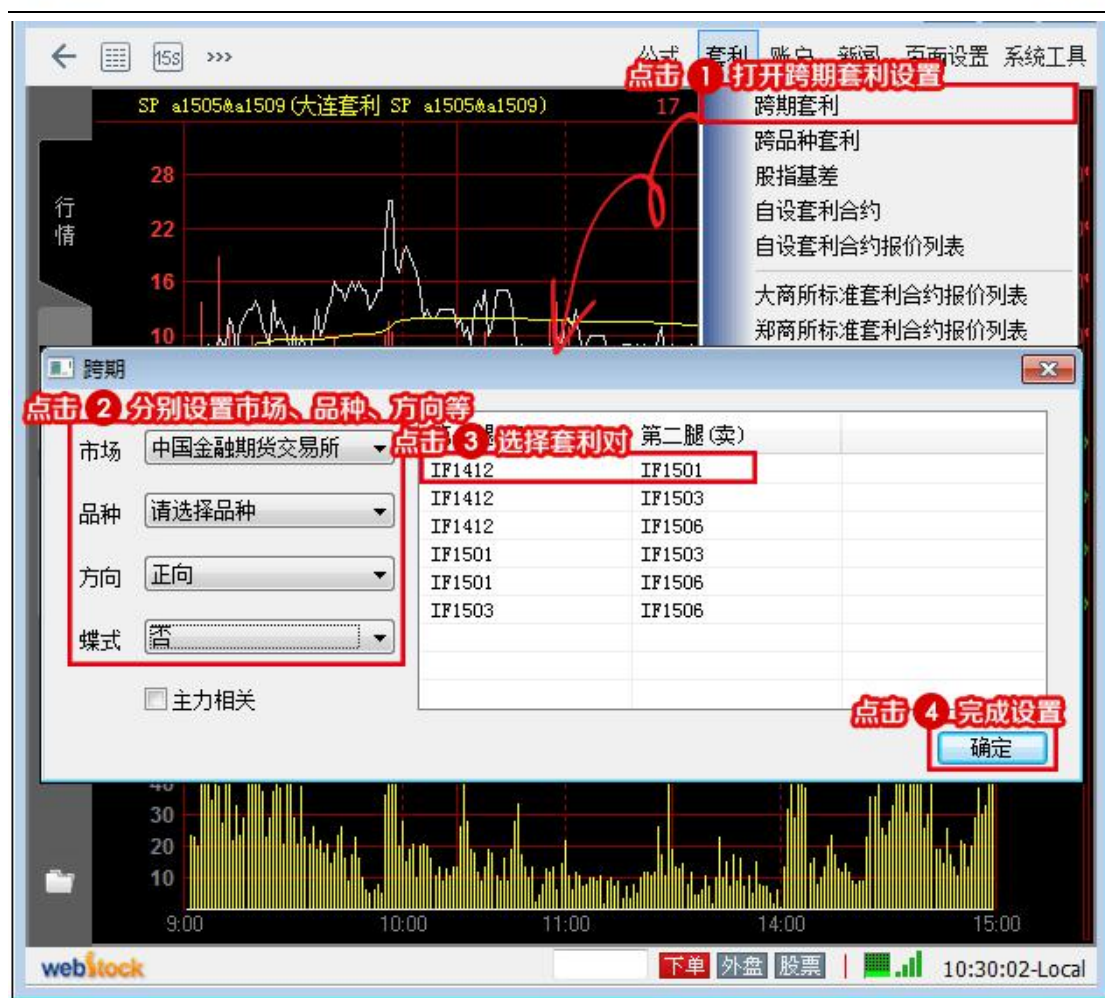 15s >>> 公式 套利 账户 新闻 页面设置 系统工具
点击 1 打开跨期套利设置
SP a1505&a1509(大连套利 SP a1505&a1509) 17
跨期套利
跨品种套利
股指基差
自设套利合约
自设套利合约报价列表
大商所标准套利合约报价列表
郑商所标准套利合约报价列表
行情
28
22
16
10
跨期
点击 2 分别设置市场、品种、方向等
点击 3 选择套利对
第二腿(卖)
市场 中国金融期货交易所
品种 请选择品种
方向 正向
蝶式 否
主力相关
IF1412 IF1501
IF1412 IF1503
IF1412 IF1506
IF1501 IF1503
IF1501 IF1506
IF1503 IF1506
点击 4 完成设置
确定
40
30
20
10
9:00 10:00 11:00 14:00 15:00
webstock 下单 外盘 股票 10:30:02-Local